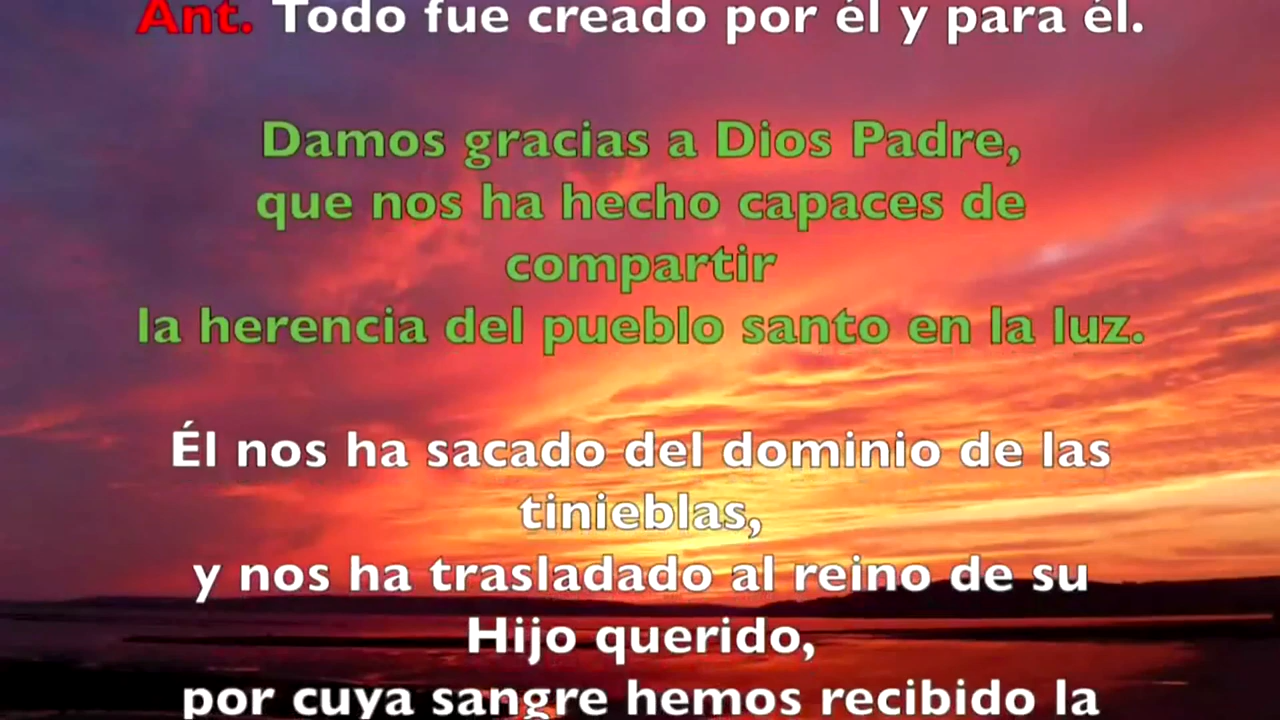 Ant. Todo fue creado por él y para él.
Damos gracias a Dios Padre,
que nos ha hecho capaces de
compartir
la herencia del pueblo santo en la luz.
Él nos ha sacado del dominio de las
tinieblas,
y nos ha trasladado al reino de su
Hijo querido,
por cuya sangre hemos recibido la